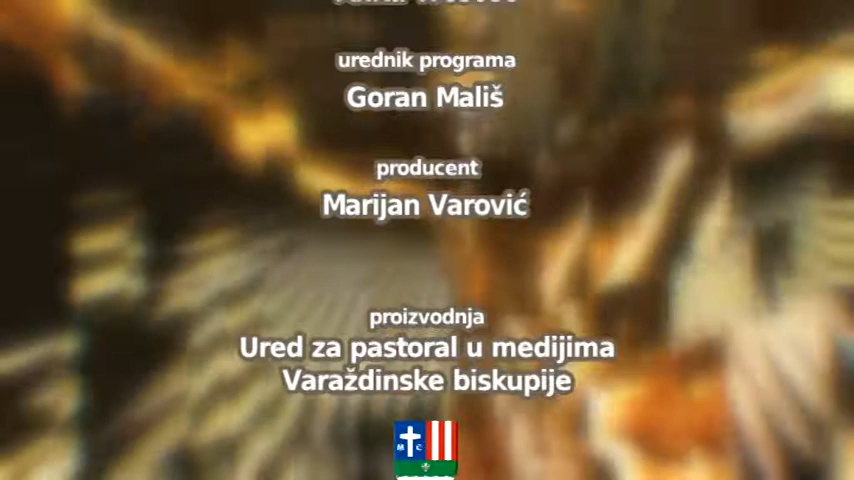 urednik programa
Goran Mališ
producent
Marijan Varović
proizvodnja
Ured za pastoral u medijima
Varaždinske biskupije
M C